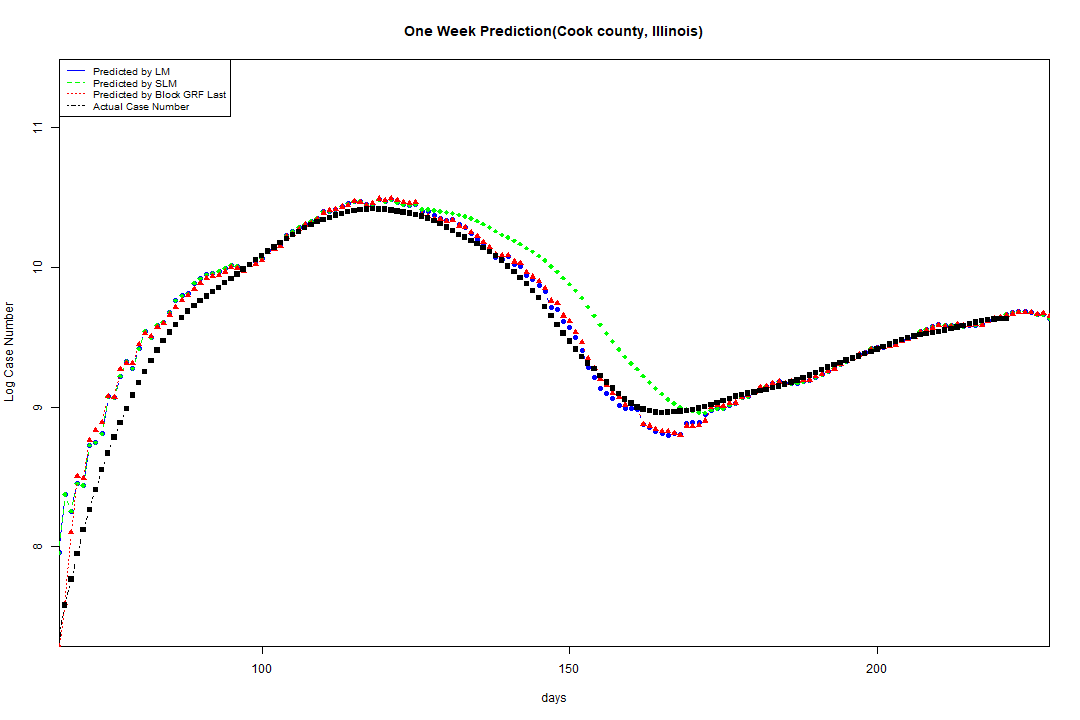 One Week Prediction(Cook county, Illinois)
Predicted by LM
Predicted by SLM
Predicted by Block GRF Last
Actual Case Number
11
10
9
8
Log Case Number
100
150
200
days